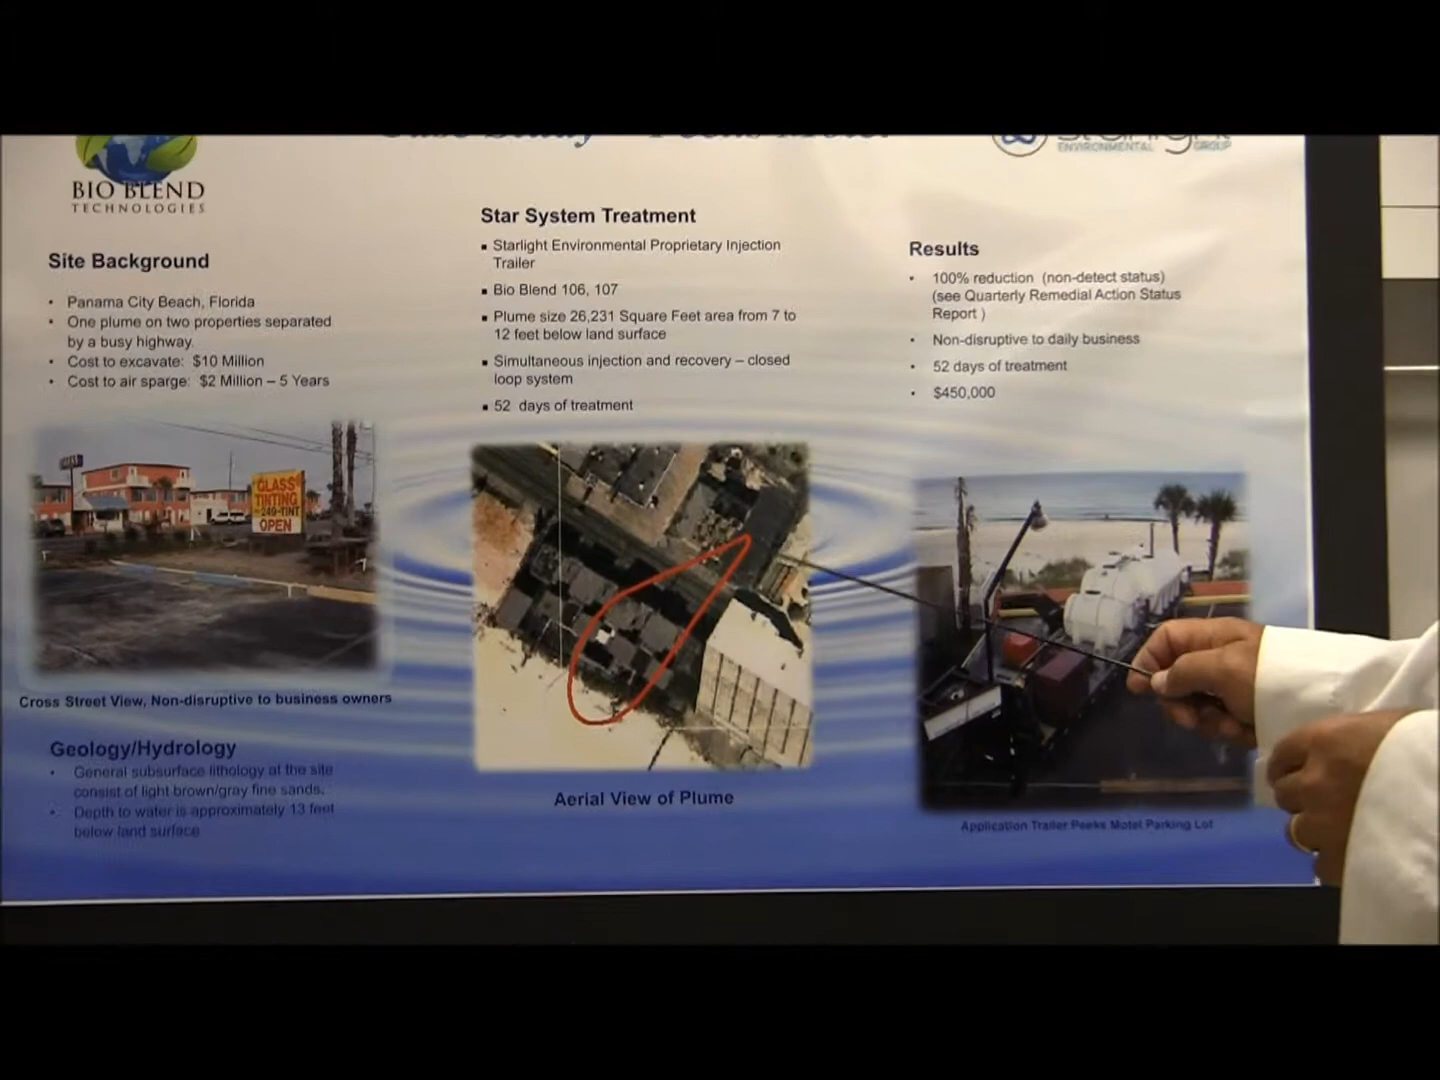 Case Study - Peeks Motel
BIO BLEND
TECHNOLOGIES
ENVIRONMENTAL GROUP
Site Background
• Panama City Beach, Florida
• One plume on two properties separated
by a busy highway.
• Cost to excavate: $10 Million
• Cost to air sparge: $2 Million – 5 Years
GLASS
TINTING
249-TINT
OPEN
Cross Street View, Non-disruptive to business owners
Geology/Hydrology
• General subsurface lithology at the site
consist of light brown/gray fine sands.
• Depth to water is approximately 13 feet
below land surface
Star System Treatment
▪ Starlight Environmental Proprietary Injection
Trailer
▪ Bio Blend 106, 107
▪ Plume size 26,231 Square Feet area from 7 to
12 feet below land surface
▪ Simultaneous injection and recovery – closed
loop system
▪ 52 days of treatment
Aerial View of Plume
Results
• 100% reduction (non-detect status)
(see Quarterly Remedial Action Status
Report )
• Non-disruptive to daily business
• 52 days of treatment
• $450,000
Application Trailer Peeks Motel Parking Lot